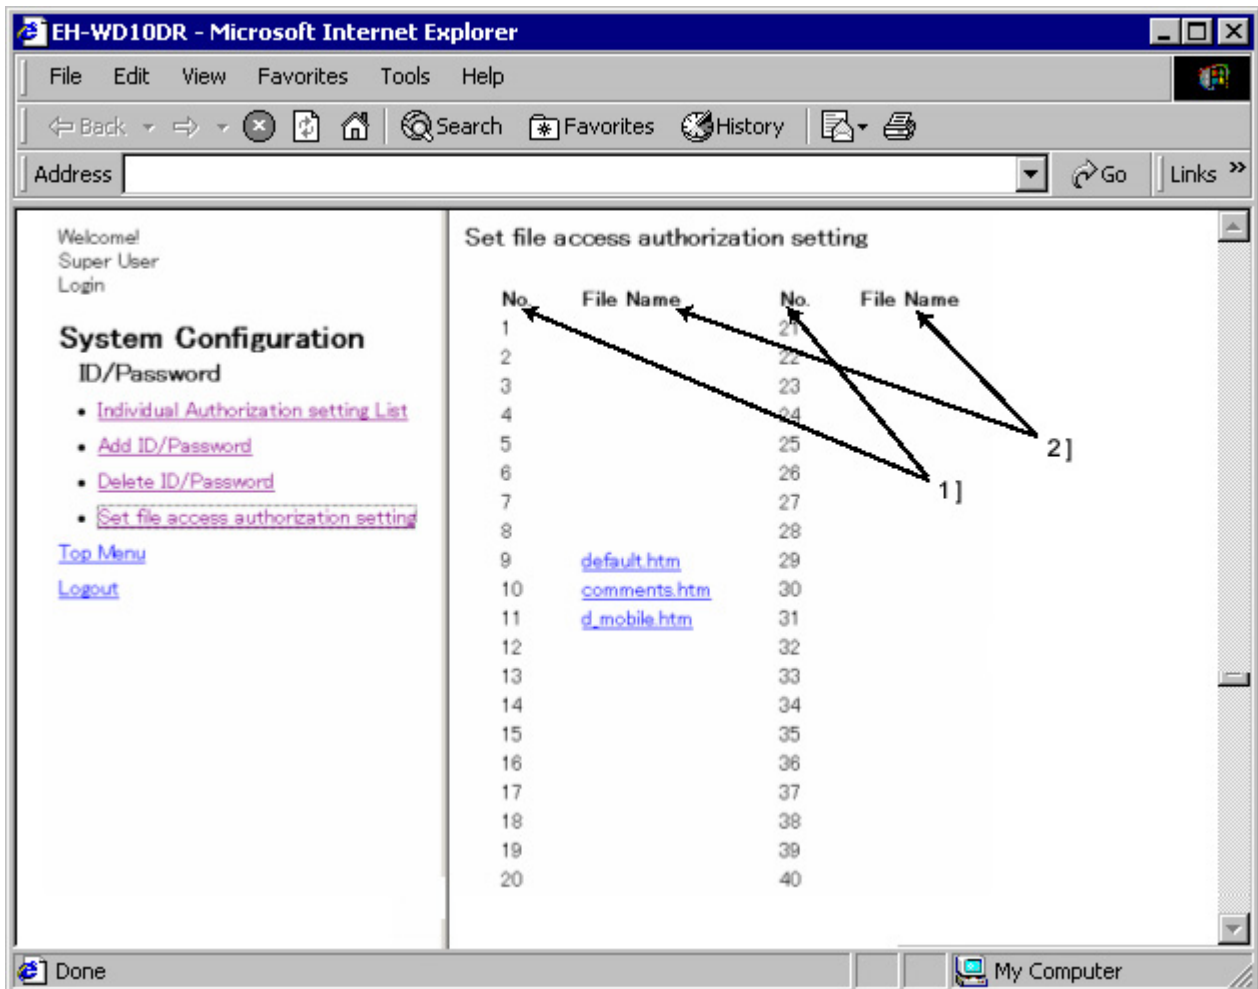 EH-WD10DR - Microsoft Internet Explorer
File Edit View Favorites Tools Help
Back Search Favorites History
Address Go Links »
Welcome!
Super User
Login
System Configuration
ID/Password
• Individual Authorization setting List
• Add ID/Password
• Delete ID/Password
• Set file access authorization setting
Top Menu
Logout
Set file access authorization setting
No. File Name No. File Name
1 21
2 22
3 23
4 24
5 25
6 26
7 27
8 28
9 default.htm 29
10 comments.htm 30
11 d_mobile.htm 31
12 32
13 33
14 34
15 35
16 36
17 37
18 38
19 39
20 40
2]
1]
Done My Computer